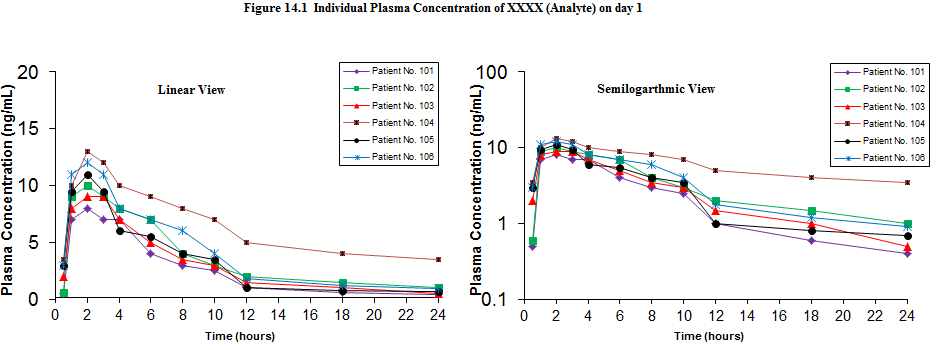 Figure 14.1 Individual Plasma Concentration of XXXX (Analyte) on day 1
Plasma Concentration (ng/mL)
20
15
10
5
0
Linear View
Patient No. 101
Patient No. 102
Patient No. 103
Patient No. 104
Patient No. 105
Patient No. 106
0 2 4 6 8 10 12 14 16 18 20 22 24
Time (hours)
Plasma Concentration (ng/mL)
100
10
1
0.1
Semilogarthmic View
Patient No. 101
Patient No. 102
Patient No. 103
Patient No. 104
Patient No. 105
Patient No. 106
0 2 4 6 8 10 12 14 16 18 20 22 24
Time (hours)